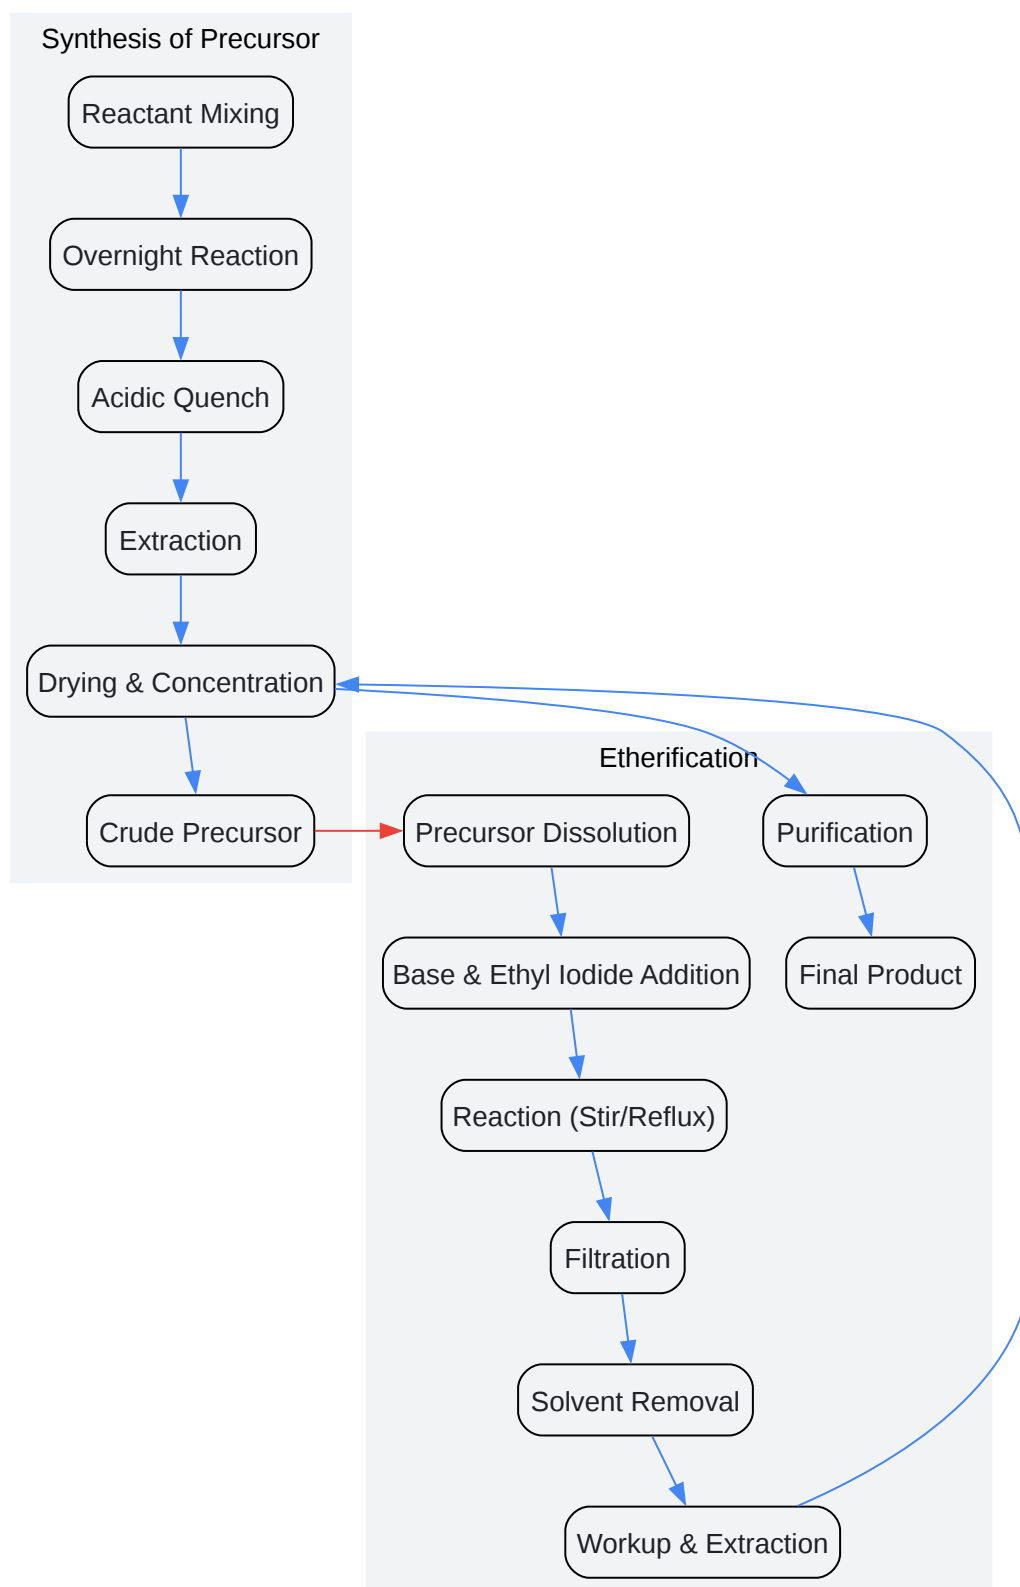 Synthesis of Precursor
Reactant Mixing
Overnight Reaction
Acidic Quench
Extraction
Drying & Concentration
Crude Precursor
Etherification
Precursor Dissolution
Purification
Base & Ethyl Iodide Addition
Final Product
Reaction (Stir/Reflux)
Filtration
Solvent Removal
Workup & Extraction